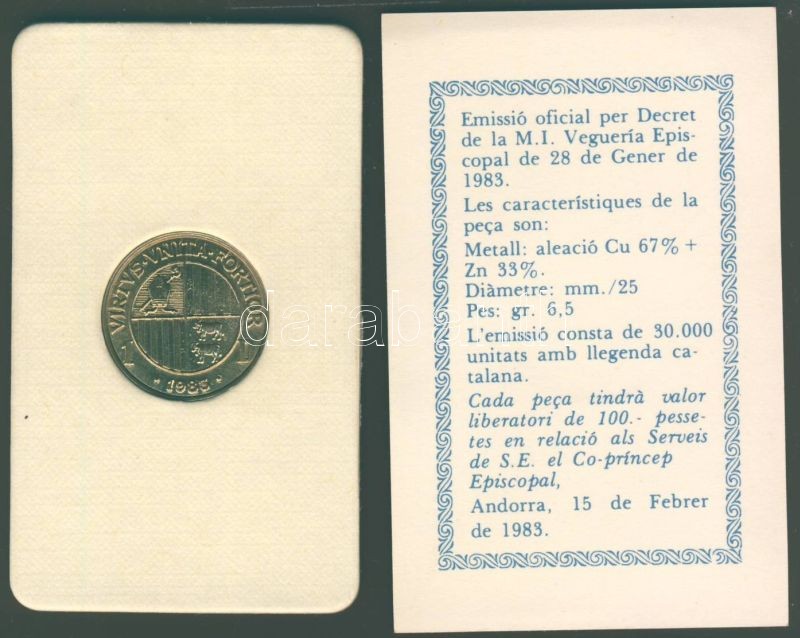 VIRTVS·VNITA·FORTIOR
1983
Emissió oficial per Decret
de la M.I. Veguería Epis-
copal de 28 de Gener de
1983.
Les característiques de la
peça són:
Metall: aleació Cu 67% +
Zn 33%.
Diàmetre: mm./25
Pes: gr. 6,5
L'emissió consta de 30.000
unitats amb llegenda ca-
talana.
Cada peça tindrà valor
liberatori de 100.- pesse-
tes en relació als Serveis
de S.E. el Co-príncep
Episcopal,
Andorra, 15 de Febrer
de 1983.